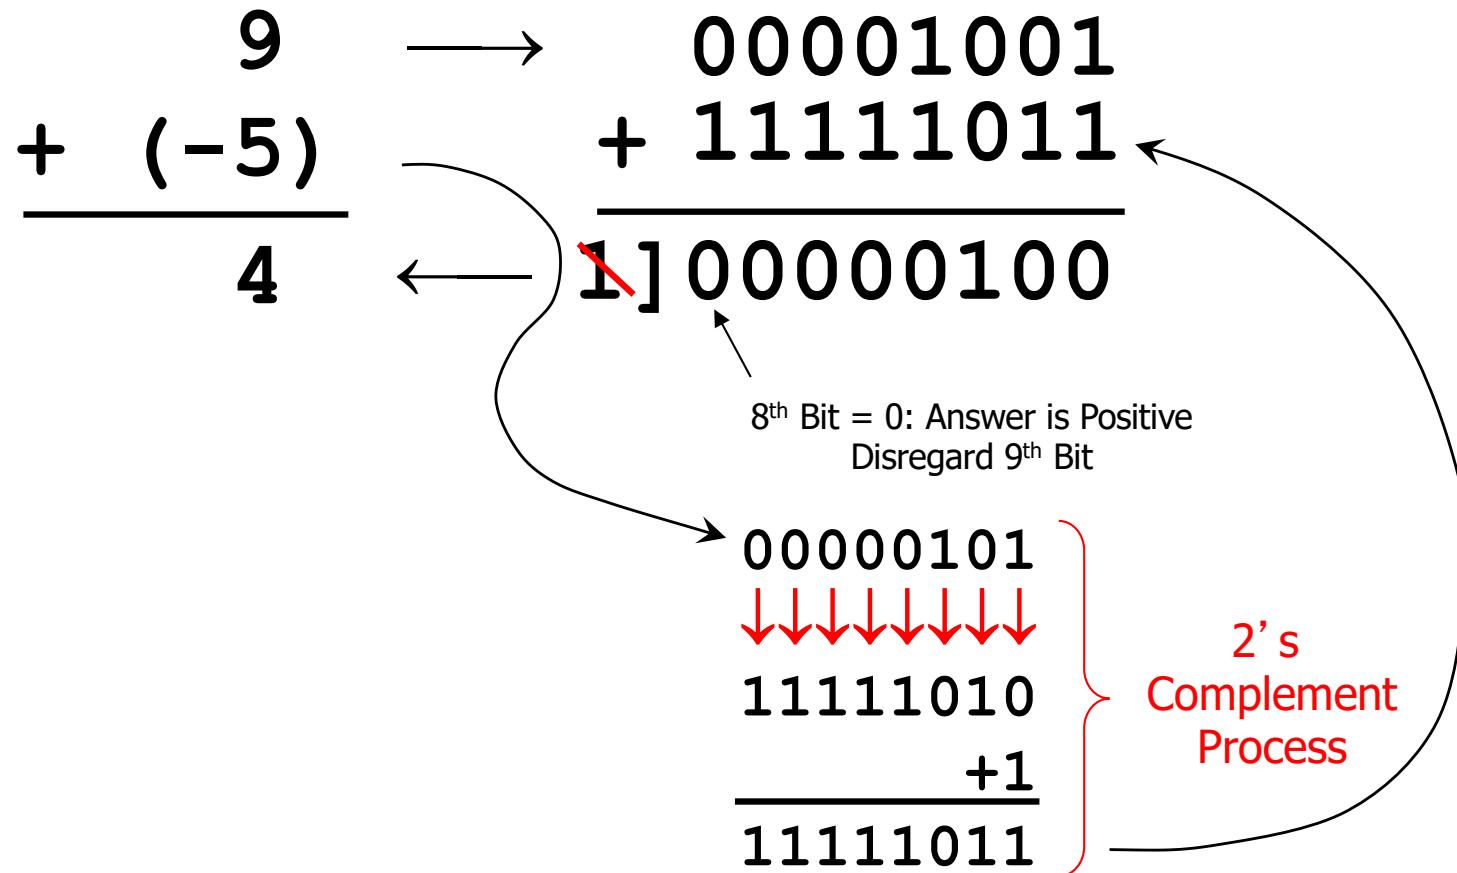 9 → 00001001
+ (-5) + 11111011
4 ← 1]00000100
8th Bit = 0: Answer is Positive
Disregard 9th Bit
00000101
↓↓↓↓↓↓↓↓
11111010
+1
11111011
2's
Complement
Process